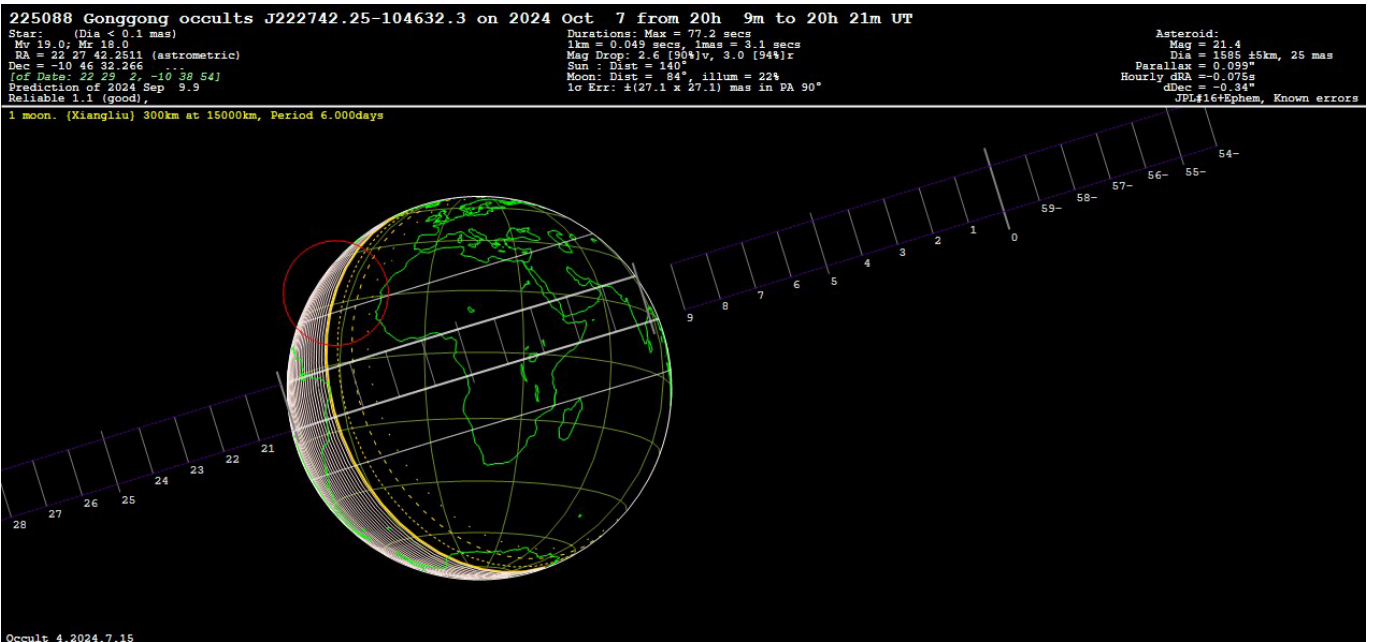 225088 Gonggong occults J222742.25-104632.3 on 2024 Oct  7 from 20h  9m to 20h 21m UT
Star:    (Dia < 0.1 mas)
Mv 19.0; Mr 18.0
RA = 22 27 42.2511 (astrometric)
Dec = -10 46 32.266  ...
[of Date: 22 29  2, -10 38 54]
Prediction of 2024 Sep  9.9
Reliable 1.1 (good),
Durations: Max = 77.2 secs
1km = 0.049 secs, 1mas = 3.1 secs
Mag Drop: 2.6 [90%]v, 3.0 [94%]r
Sun : Dist = 140°
Moon: Dist =  84°, illum = 22%
1σ Err: ±(27.1 x 27.1) mas in PA 90°
Asteroid:
Mag = 21.4
Dia = 1585 ±5km, 25 mas
Parallax = 0.099"
Hourly dRA =-0.075s
dDec = -0.34"
JPL#16+Ephem, Known errors
1 moon. {Xiangliu} 300km at 15000km, Period 6.000days
54-
55-
56-
57-
58-
59-
0
1
2
3
4
5
6
7
8
9
21
22
23
24
25
26
27
28
Occult 4.2024.7.15